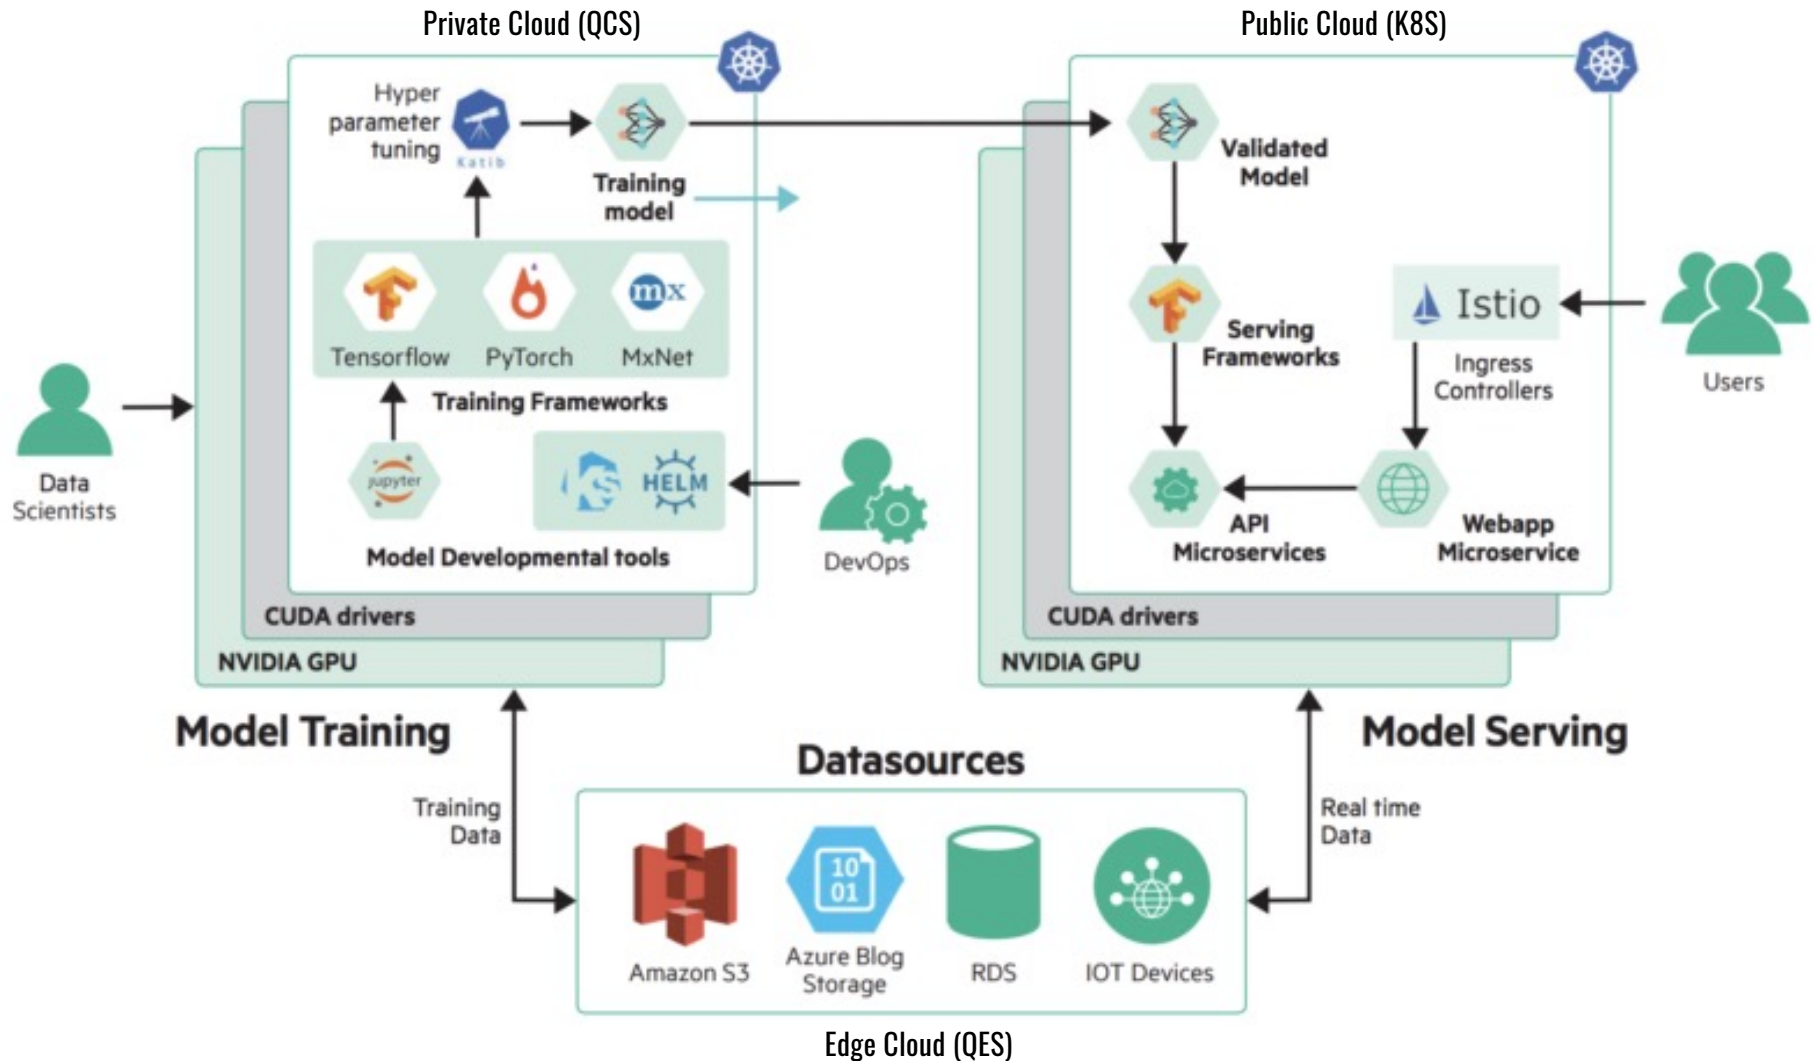 Private Cloud (QCS)
Public Cloud (K8S)
Hyper
parameter
tuning
Katib
Training
model
Tensorflow
PyTorch
mx
MxNet
Training Frameworks
jupyter
KS
HELM
Model Developmental tools
CUDA drivers
NVIDIA GPU
Data
Scientists
DevOps
Validated
Model
Serving
Frameworks
Istio
Ingress
Controllers
Users
API
Microservices
Webapp
Microservice
CUDA drivers
NVIDIA GPU
Model Training
Model Serving
Datasources
Training
Data
Real time
Data
10
01
Amazon S3
Azure Blog
Storage
RDS
IOT Devices
Edge Cloud (QES)